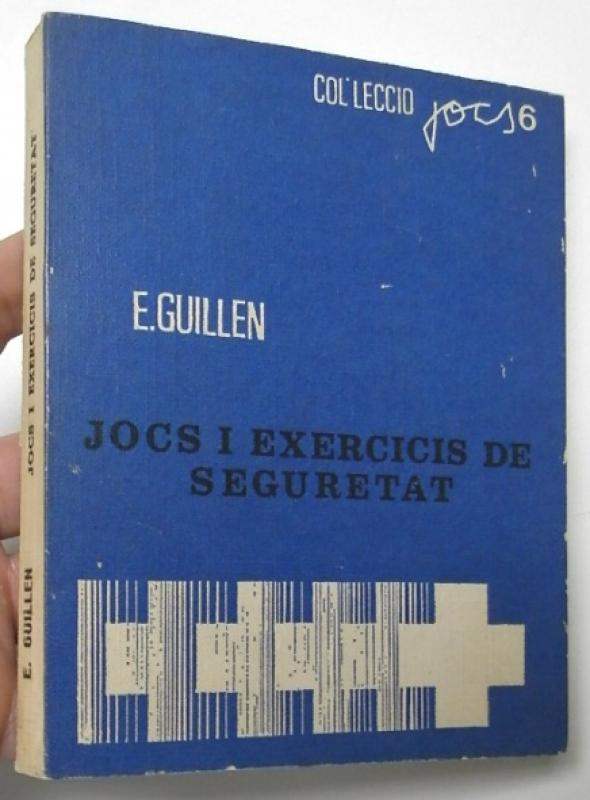 COL·LECCIO jocs 6
E.GUILLEN
JOCS I EXERCICIS DE
SEGURETAT
E. GUILLEN JOCS I EXERCICIS DE SEGURETAT